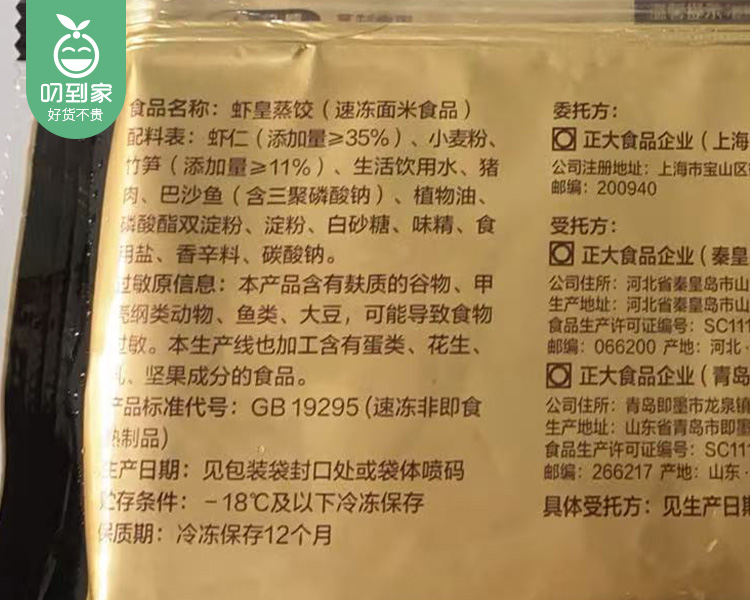 叨到家
好货不贵
食品名称：虾皇蒸饺（速冻面米食品）
配料表：虾仁（添加量≥35%）、小麦粉、
竹笋（添加量≥11%）、生活饮用水、猪
肉、巴沙鱼（含三聚磷酸钠）、植物油、
磷酸酯双淀粉、淀粉、白砂糖、味精、食
用盐、香辛料、碳酸钠。
过敏原信息：本产品含有麸质的谷物、甲
壳纲类动物、鱼类、大豆，可能导致食物
过敏。本生产线也加工含有蛋类、花生、
乳、坚果成分的食品。
产品标准代号：GB 19295 (速冻非即食
熟制品)
生产日期：见包装袋封口处或袋体喷码
贮存条件：－18℃及以下冷冻保存
保质期：冷冻保存12个月
委托方：
正大食品企业（上海
公司注册地址：上海市宝山区
邮编：200940
受托方：
正大食品企业（秦皇
公司住所：河北省秦皇岛市山
生产地址：河北省秦皇岛市山
食品生产许可证编号：SC111
邮编：066200 产地：河北·
正大食品企业（青岛
公司住所：青岛即墨市龙泉镇
生产地址：山东省青岛市即墨
食品生产许可证编号：SC111
邮编：266217 产地：山东·
具体受托方：见生产日期